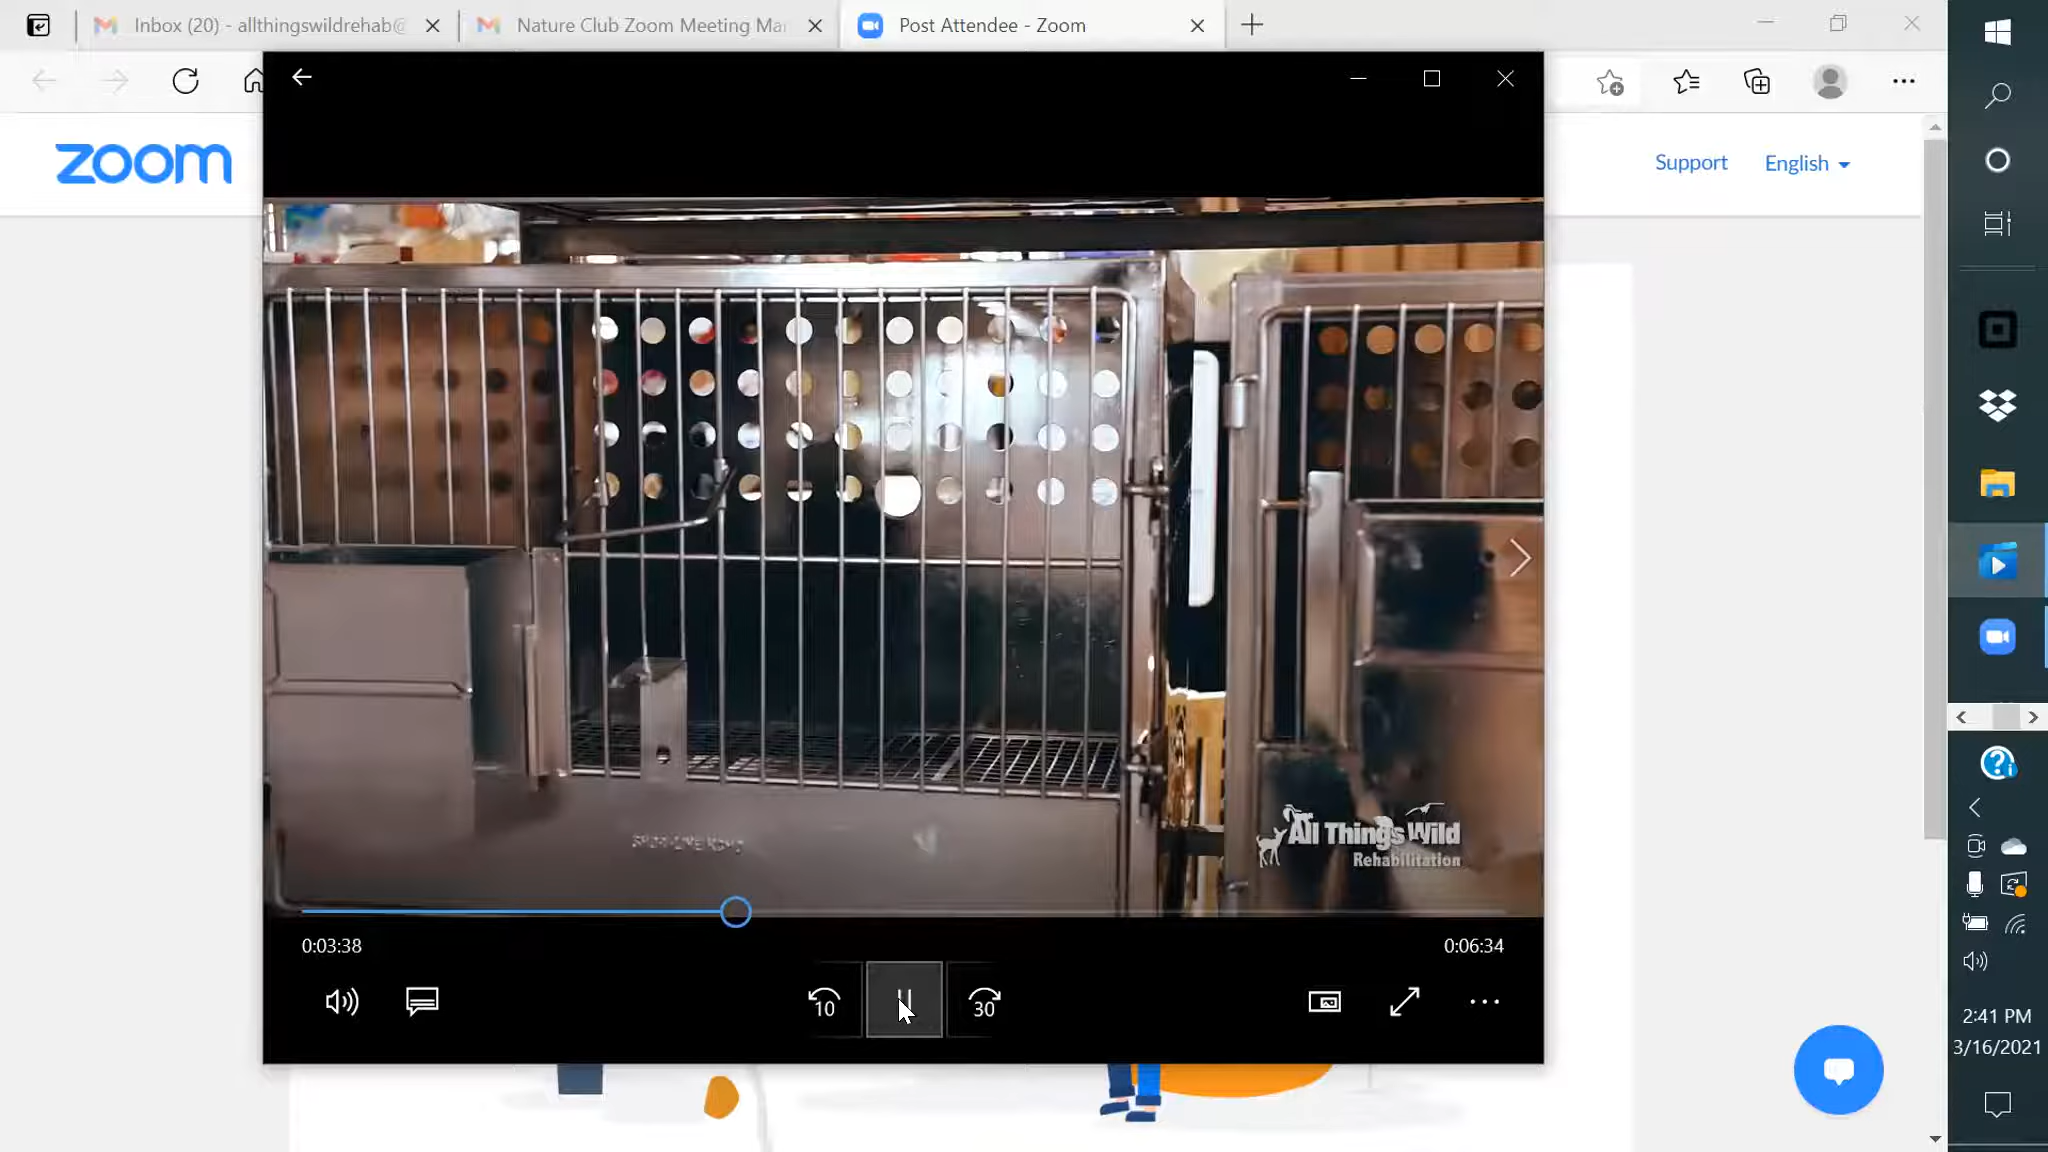 Inbox (20) - allthingswildrehab@
Nature Club Zoom Meeting Mar
Post Attendee - Zoom
zoom
Support
English
All Things Wild
Rehabilitation
0:03:38
0:06:34
10
30
2:41 PM
3/16/2021